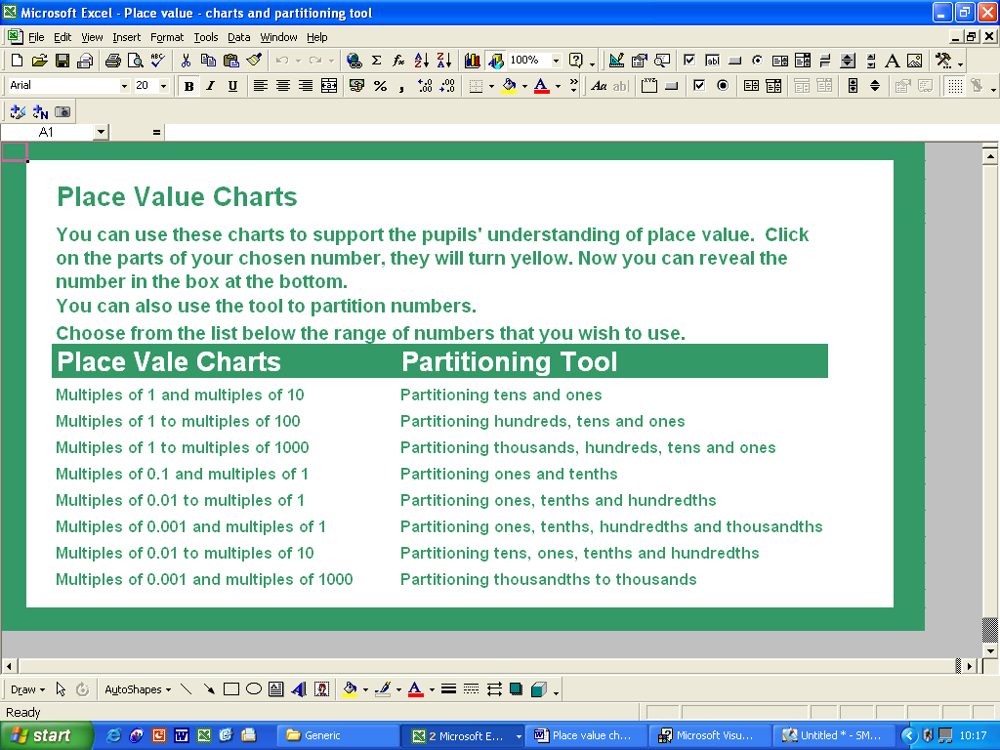 Microsoft Excel - Place value - charts and partitioning tool
File Edit View Insert Format Tools Data Window Help
100%
Arial 20 B I U
A1 =
Place Value Charts
You can use these charts to support the pupils' understanding of place value. Click
on the parts of your chosen number, they will turn yellow. Now you can reveal the
number in the box at the bottom.
You can also use the tool to partition numbers.
Choose from the list below the range of numbers that you wish to use.
Place Vale Charts Partitioning Tool
Multiples of 1 and multiples of 10 Partitioning tens and ones
Multiples of 1 to multiples of 100 Partitioning hundreds, tens and ones
Multiples of 1 to multiples of 1000 Partitioning thousands, hundreds, tens and ones
Multiples of 0.1 and multiples of 1 Partitioning ones and tenths
Multiples of 0.01 to multiples of 1 Partitioning ones, tenths and hundredths
Multiples of 0.001 and multiples of 1 Partitioning ones, tenths, hundredths and thousandths
Multiples of 0.01 to multiples of 10 Partitioning tens, ones, tenths and hundredths
Multiples of 0.001 and multiples of 1000 Partitioning thousandths to thousands
Draw AutoShapes
Ready
start Generic 2 Microsoft E... Place value ch... Microsoft Visu... Untitled * - SM... 10:17